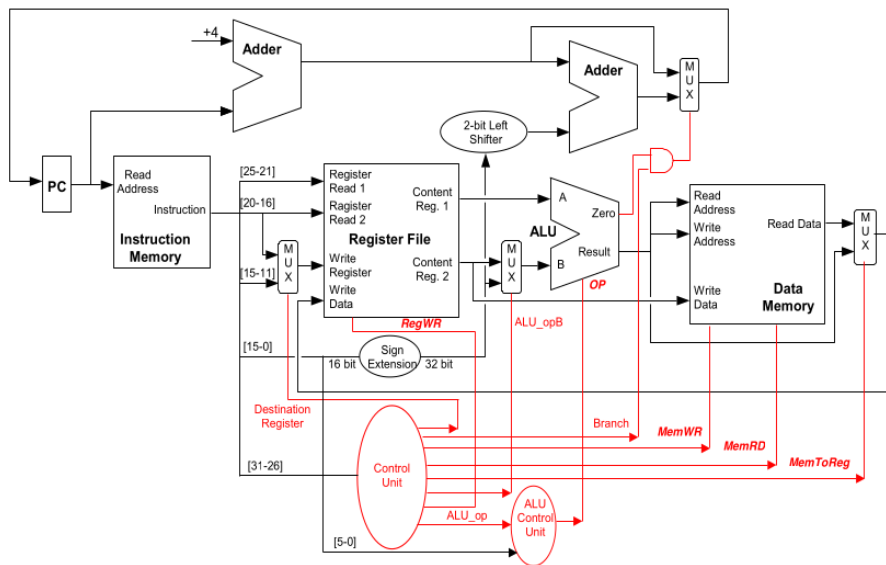 +4
Adder
Adder
M
U
X
2-bit Left
Shifter
PC
Read
Address
Instruction
Instruction
Memory
[25-21]
[20-16]
[15-11]
M
U
X
Register
Read 1
Ragister
Read 2
Content
Reg. 1
Register File
Write
Register
Write
Data
Content
Reg. 2
RegWR
M
U
X
A
Zero
ALU
Result
B
OP
ALU_opB
Read
Address
Write
Address
Read Data
Write
Data
Data
Memory
M
U
X
[15-0]
16 bit
Sign
Extension
32 bit
Destination
Register
Branch
MemWR
MemRD
MemToReg
[31-26]
Control
Unit
ALU_op
ALU
Control
Unit
[5-0]